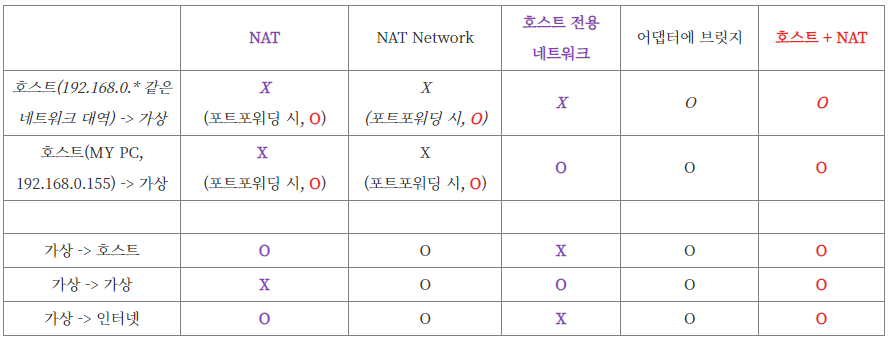 NAT
NAT Network
호스트 전용
네트워크
어댑터에 브릿지
호스트 + NAT
호스트(192.168.0.* 같은
네트워크 대역) -> 가상
X
(포트포워딩 시, O)
X
(포트포워딩 시, O)
X
O
O
호스트(MY PC,
192.168.0.155) -> 가상
X
(포트포워딩 시, O)
X
(포트포워딩 시, O)
O
O
O
가상 -> 호스트
O
O
X
O
O
가상 -> 가상
X
O
O
O
O
가상 -> 인터넷
O
O
X
O
O